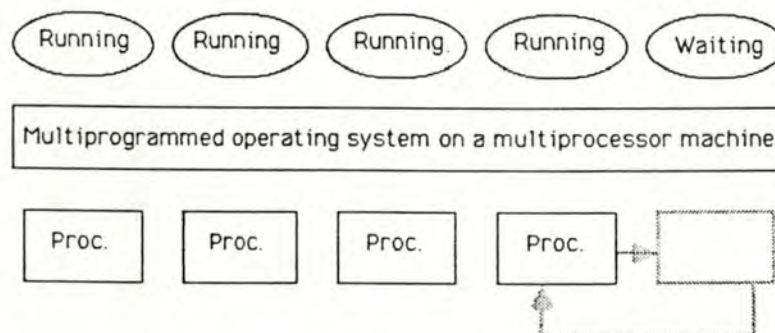 Running Running Running Running Waiting
Multiprogrammed operating system on a multiprocessor machine
Proc. Proc. Proc. Proc.